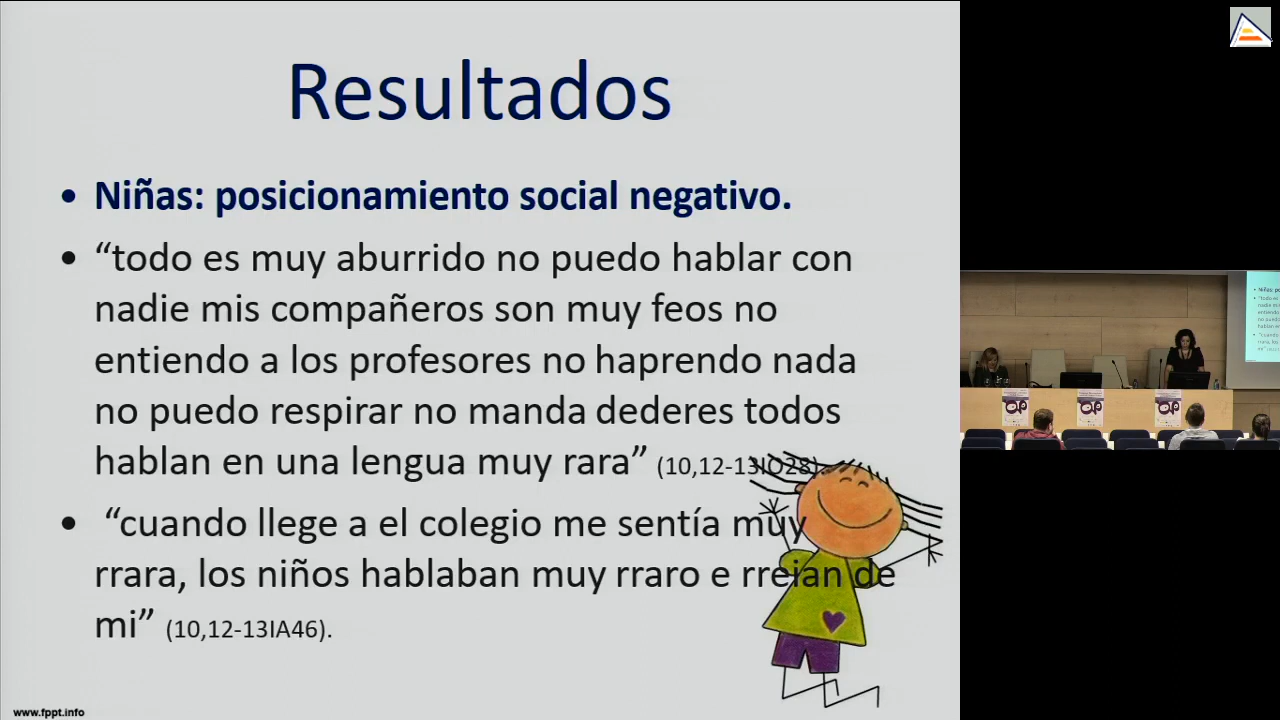 Resultados
• Niñas: posicionamiento social negativo.
• “todo es muy aburrido no puedo hablar con
nadie mis compañeros son muy feos no
entiendo a los profesores no haprendo nada
no puedo respirar no manda dederes todos
hablan en una lengua muy rara” (10,12-13IO28).
• “cuando llege a el colegio me sentía muy
rrara, los niños hablaban muy rraro e rreian de
mi” (10,12-13IA46).
www.fppt.info